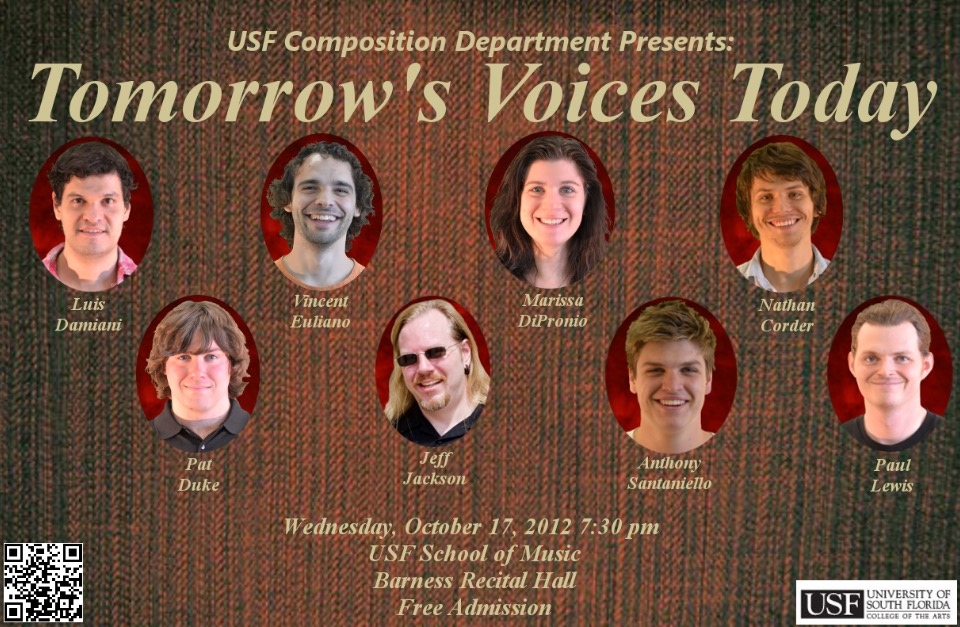 USF Composition Department Presents:
Tomorrow's Voices Today
Luis
Damiani
Vincent
Euliano
Marissa
DiPronio
Nathan
Corder
Pat
Duke
Jeff
Jackson
Anthony
Santaniello
Paul
Lewis
Wednesday, October 17, 2012 7:30 pm
USF School of Music
Barness Recital Hall
Free Admission
USF
UNIVERSITY OF
SOUTH FLORIDA
COLLEGE OF THE ARTS